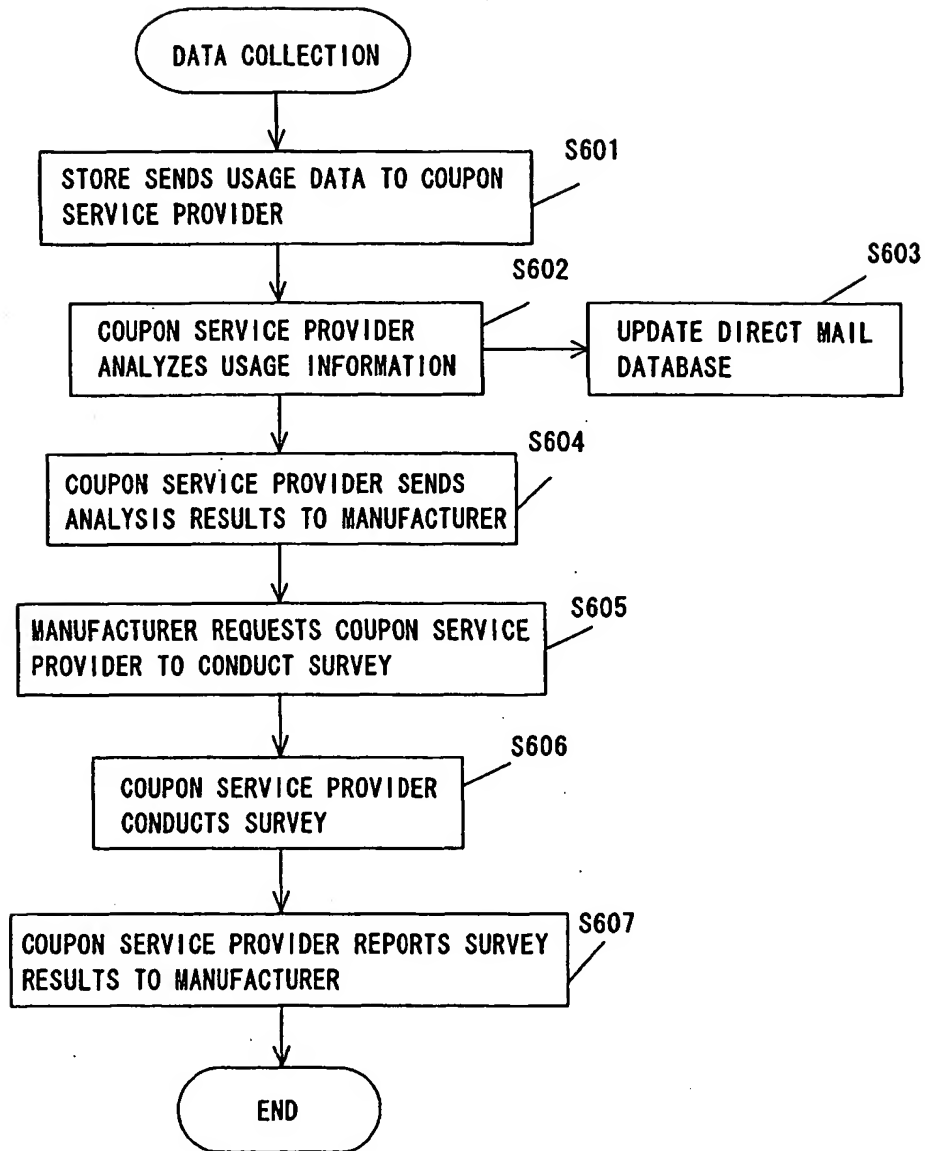 DATA COLLECTION
S601
STORE SENDS USAGE DATA TO COUPON
SERVICE PROVIDER
S602
COUPON SERVICE PROVIDER
ANALYZES USAGE INFORMATION
S603
UPDATE DIRECT MAIL
DATABASE
S604
COUPON SERVICE PROVIDER SENDS
ANALYSIS RESULTS TO MANUFACTURER
S605
MANUFACTURER REQUESTS COUPON SERVICE
PROVIDER TO CONDUCT SURVEY
S606
COUPON SERVICE PROVIDER
CONDUCTS SURVEY
S607
COUPON SERVICE PROVIDER REPORTS SURVEY
RESULTS TO MANUFACTURER
END